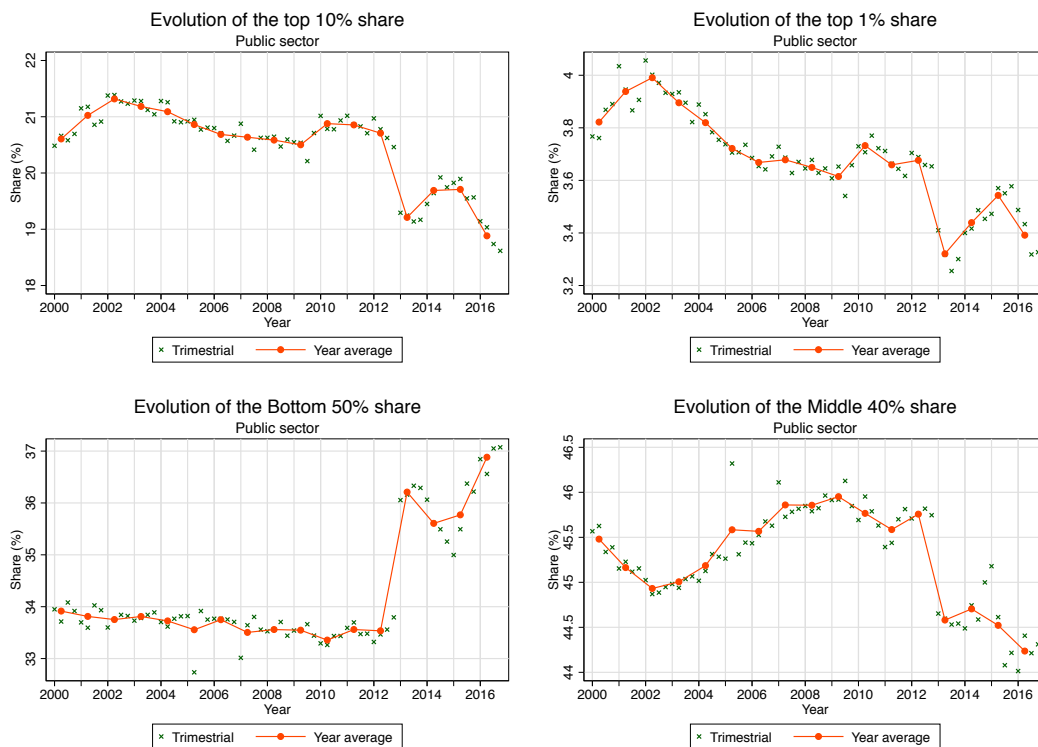 Evolution of the top 10% share
Public sector
Share (%)
22
21
20
19
18
2000 2002 2004 2006 2008 2010 2012 2014 2016
Year
Trimestrial Year average
Evolution of the top 1% share
Public sector
Share (%)
4
3.8
3.6
3.4
3.2
2000 2002 2004 2006 2008 2010 2012 2014 2016
Year
Trimestrial Year average
Evolution of the Bottom 50% share
Public sector
Share (%)
37
36
35
34
33
2000 2002 2004 2006 2008 2010 2012 2014 2016
Year
Trimestrial Year average
Evolution of the Middle 40% share
Public sector
Share (%)
46.5
46
45.5
45
44.5
44
2000 2002 2004 2006 2008 2010 2012 2014 2016
Year
Trimestrial Year average